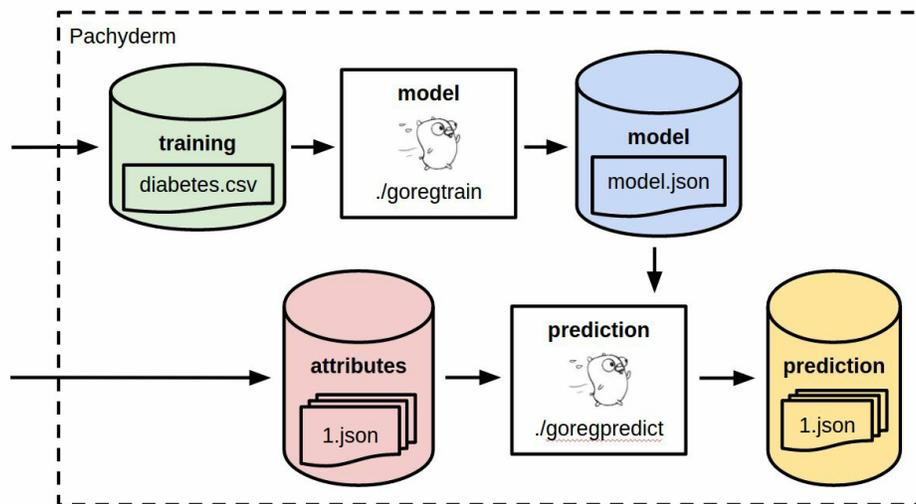 Pachyderm
training
diabetes.csv
model
./goregtrain
model
model.json
attributes
1.json
prediction
./goregpredict
prediction
1.json